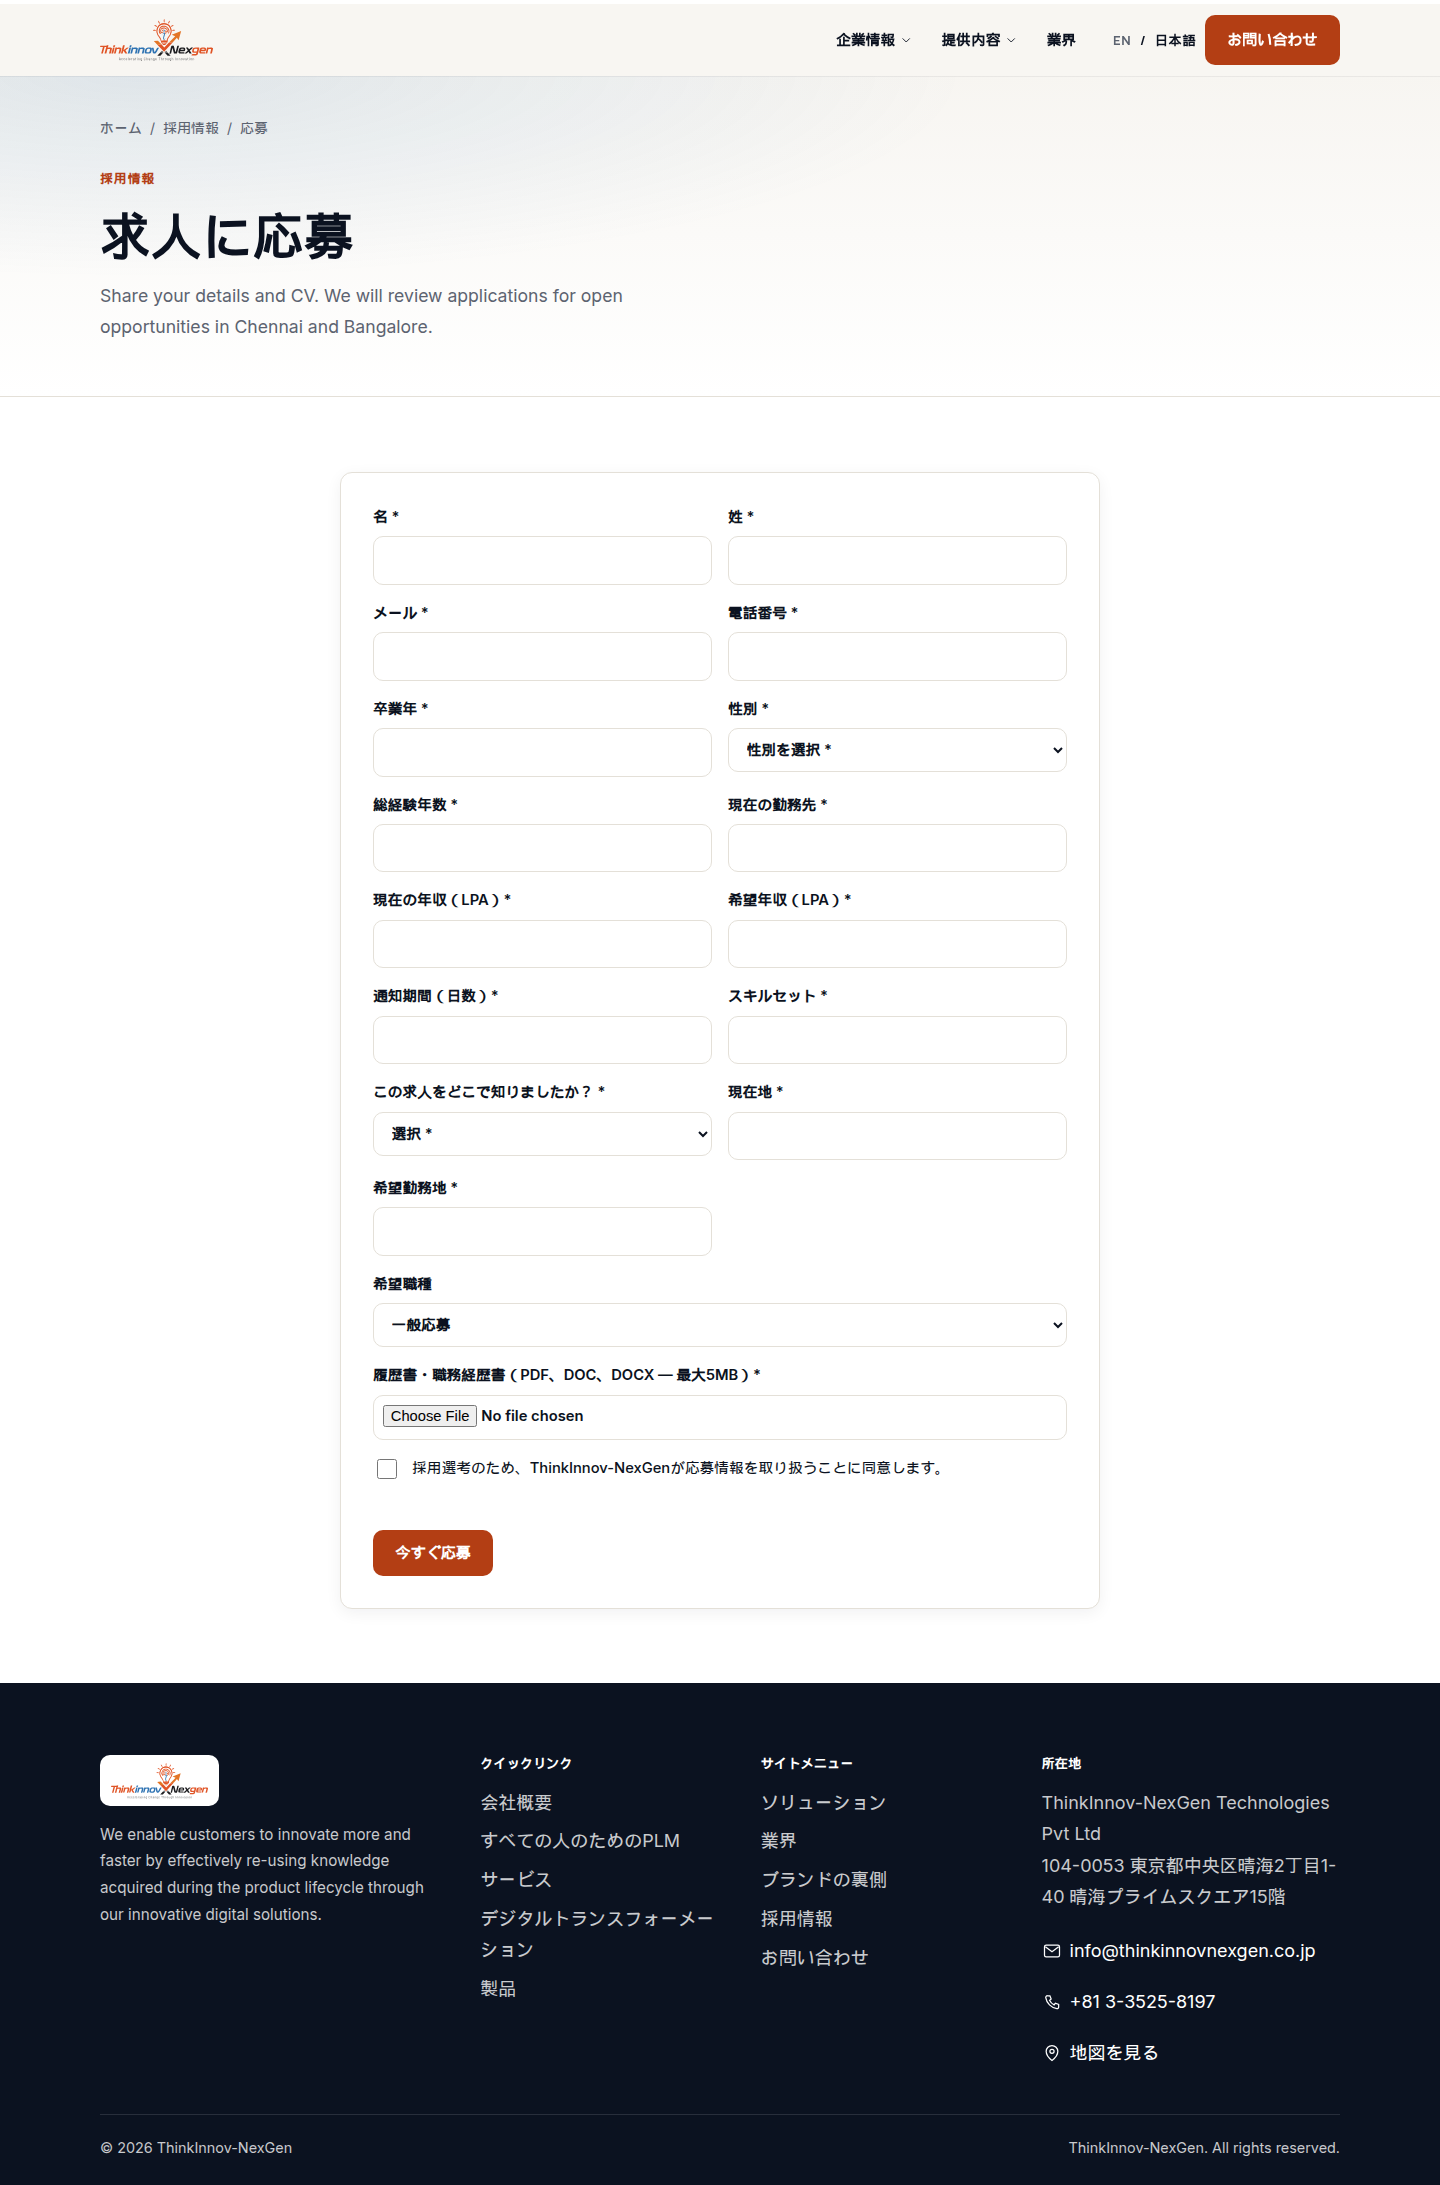 ThinkinnovXNexgen
企業情報
提供内容
業界
EN / 日本語
お問い合わせ
ホーム / 採用情報 / 応募
採用情報
求人に応募
Share your details and CV. We will review applications for open
opportunities in Chennai and Bangalore.
名 *
姓 *
メール *
電話番号 *
卒業年 *
性別 *
性別を選択 *
総経験年数 *
現在の勤務先 *
現在の年収（LPA）*
希望年収（LPA）*
通知期間（日数）*
スキルセット *
この求人をどこで知りましたか？ *
現在地 *
選択 *
希望勤務地 *
希望職種
一般応募
履歴書・職務経歴書（PDF、DOC、DOCX — 最大5MB）*
Choose File No file chosen
採用選考のため、ThinkInnov-NexGenが応募情報を取り扱うことに同意します。
今すぐ応募
ThinkinnovXNexgen
We enable customers to innovate more and
faster by effectively re-using knowledge
acquired during the product lifecycle through
our innovative digital solutions.
クイックリンク
会社概要
すべての人のためのPLM
サービス
デジタルトランスフォーメー
ション
製品
サイトメニュー
ソリューション
業界
ブランドの裏側
採用情報
お問い合わせ
所在地
ThinkInnov-NexGen Technologies
Pvt Ltd
104-0053 東京都中央区晴海2丁目1-
40 晴海プライムスクエア15階
info@thinkinnovnexgen.co.jp
+81 3-3525-8197
地図を見る
© 2026 ThinkInnov-NexGen
ThinkInnov-NexGen. All rights reserved.